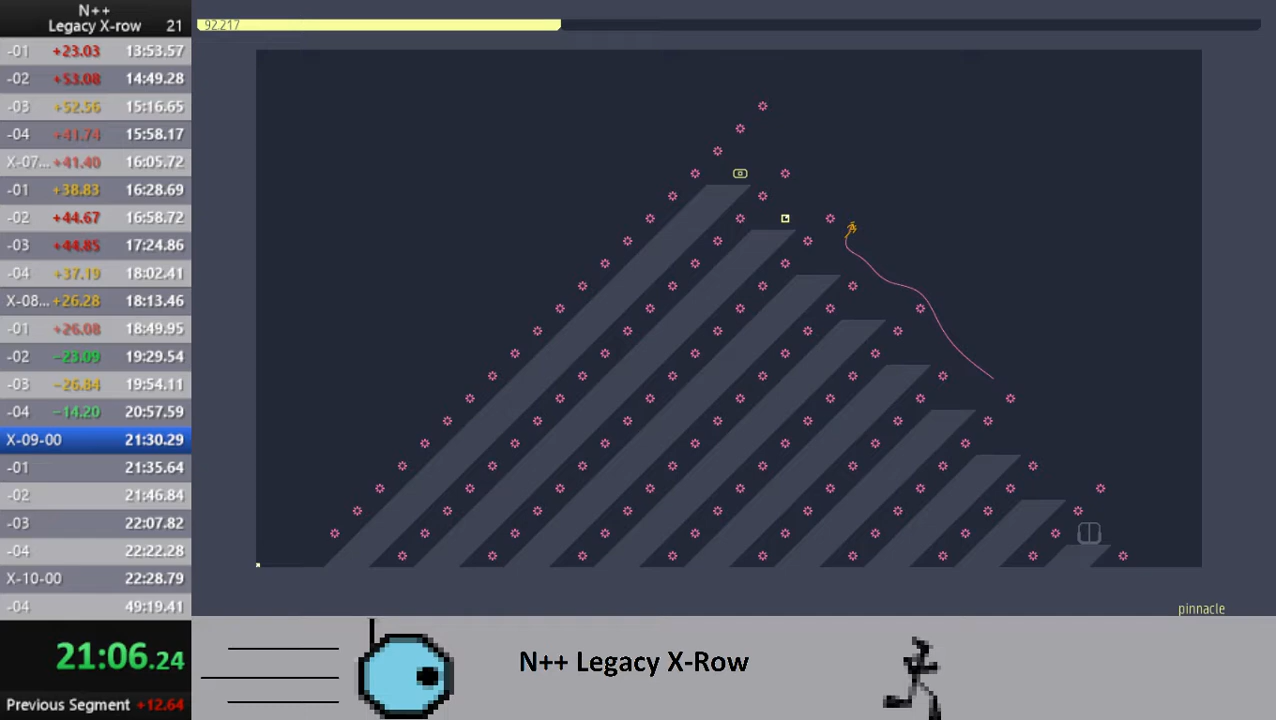 N++
Legacy X-row 21
-01 +23.03 13:53.57
-02 +53.08 14:49.28
-03 +52.56 15:16.65
-04 +41.74 15:58.17
X-07... +41.40 16:05.72
-01 +38.83 16:28.69
-02 +44.67 16:58.72
-03 +44.85 17:24.86
-04 +37.19 18:02.41
X-08... +26.28 18:13.46
-01 +26.08 18:49.95
-02 −23.09 19:29.54
-03 −26.84 19:54.11
-04 −14.20 20:57.59
X-09-00 21:30.29
-01 21:35.64
-02 21:46.84
-03 22:07.82
-04 22:22.28
X-10-00 22:28.79
-04 49:19.41
21:06.24
Previous Segment +12.64
92.217
pinnacle
N++ Legacy X-Row